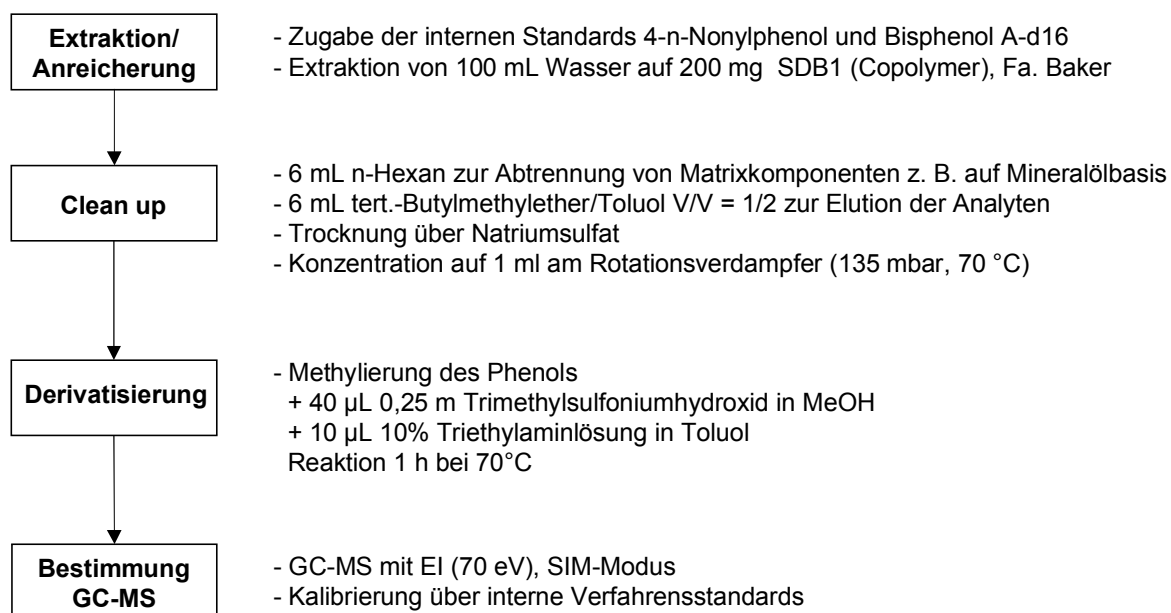 Extraktion/
Anreicherung
- Zugabe der internen Standards 4-n-Nonylphenol und Bisphenol A-d16
- Extraktion von 100 mL Wasser auf 200 mg  SDB1 (Copolymer), Fa. Baker
Clean up
- 6 mL n-Hexan zur Abtrennung von Matrixkomponenten z. B. auf Mineralölbasis
- 6 mL tert.-Butylmethylether/Toluol V/V = 1/2 zur Elution der Analyten
- Trocknung über Natriumsulfat
- Konzentration auf 1 ml am Rotationsverdampfer (135 mbar, 70 °C)
Derivatisierung
- Methylierung des Phenols
+ 40 µL 0,25 m Trimethylsulfoniumhydroxid in MeOH
+ 10 µL 10% Triethylaminlösung in Toluol
Reaktion 1 h bei 70°C
Bestimmung
GC-MS
- GC-MS mit EI (70 eV), SIM-Modus
- Kalibrierung über interne Verfahrensstandards